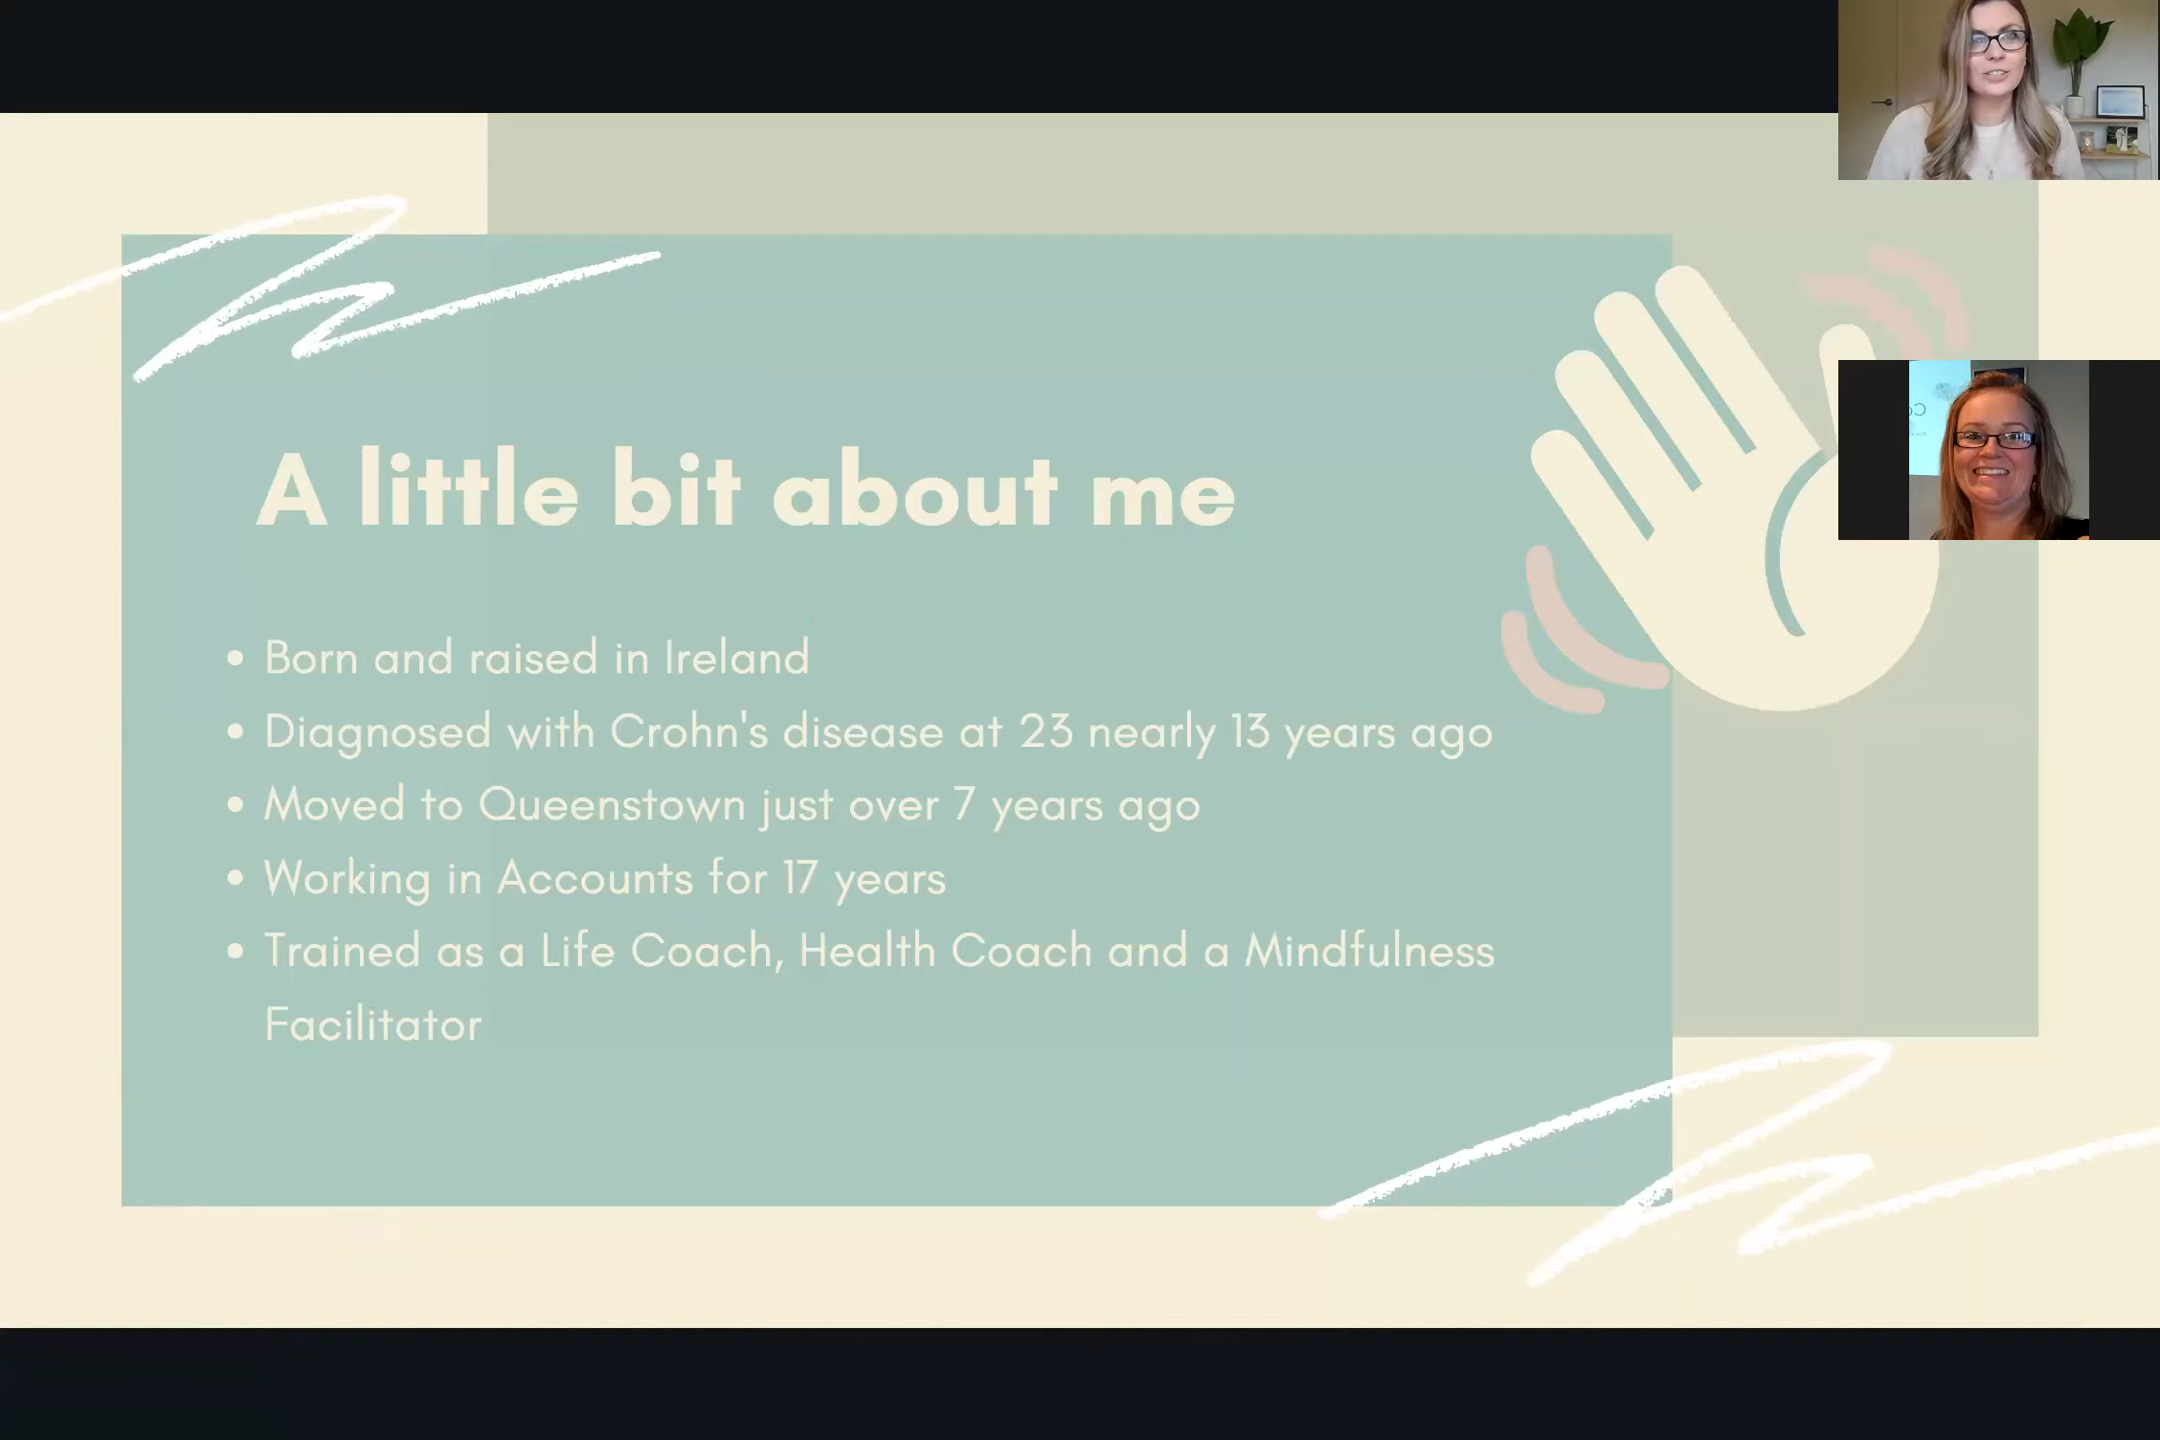 A little bit about me
• Born and raised in Ireland
• Diagnosed with Crohn's disease at 23 nearly 13 years ago
• Moved to Queenstown just over 7 years ago
• Working in Accounts for 17 years
• Trained as a Life Coach, Health Coach and a Mindfulness
Facilitator